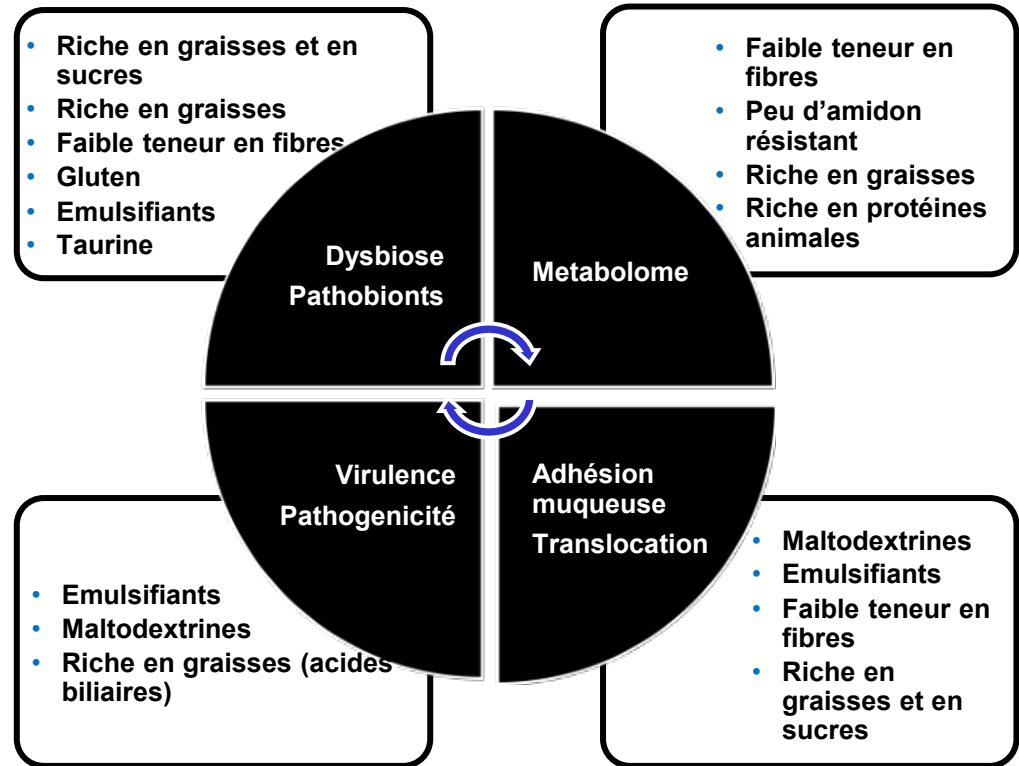 • Riche en graisses et en
sucres
• Riche en graisses
• Faible teneur en fibres
• Gluten
• Emulsifiants
• Taurine
• Faible teneur en
fibres
• Peu d’amidon
résistant
• Riche en graisses
• Riche en protéines
animales
Dysbiose
Pathobionts
Metabolome
Virulence
Pathogenicité
Adhésion
muqueuse
Translocation
• Emulsifiants
• Maltodextrines
• Riche en graisses (acides
biliaires)
• Maltodextrines
• Emulsifiants
• Faible teneur en
fibres
• Riche en
graisses et en
sucres